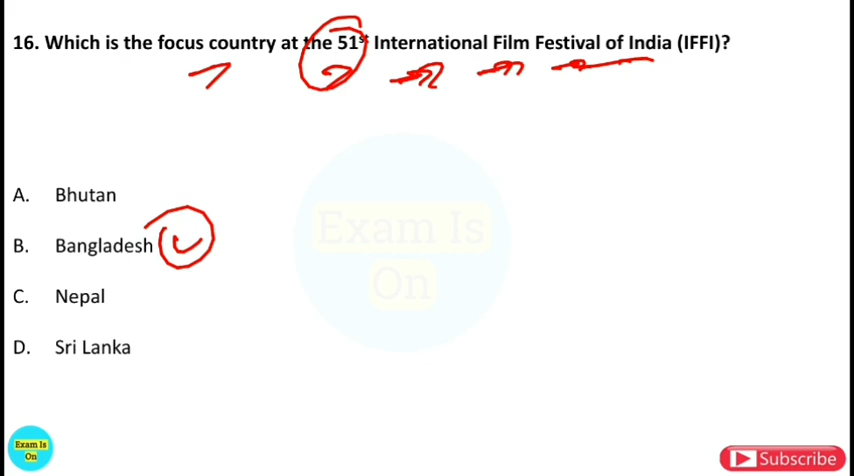 16. Which is the focus country at the 51st International Film Festival of India (IFFI)?
A. Bhutan
Exam Is
On
B. Bangladesh
C. Nepal
D. Sri Lanka
Exam Is
On
Subscribe